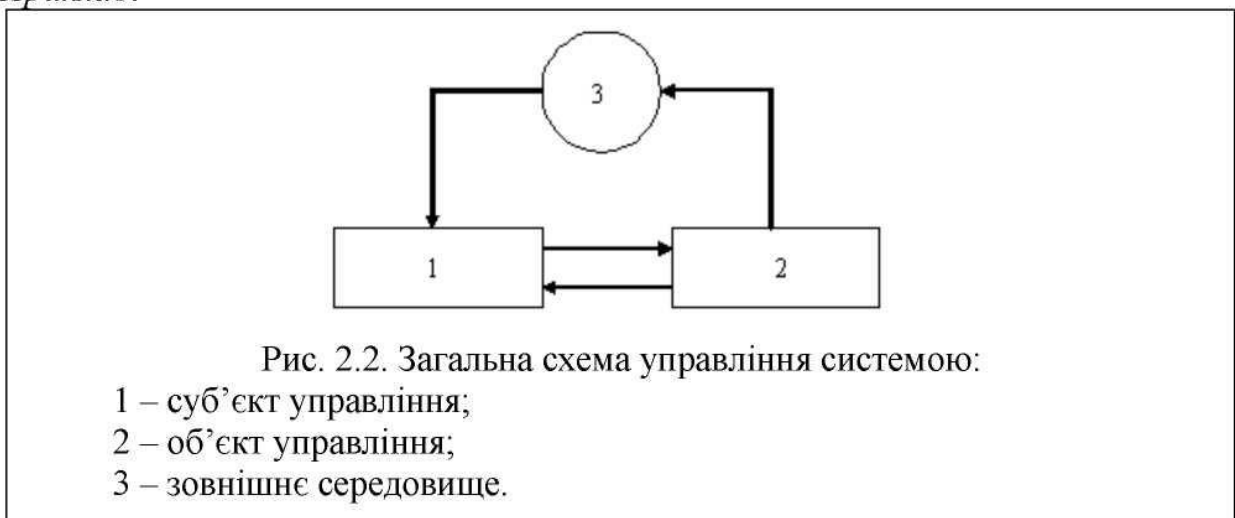 3
1
2
Рис. 2.2. Загальна схема управління системою:
1 – суб’єкт управління;
2 – об’єкт управління;
3 – зовнішнє середовище.